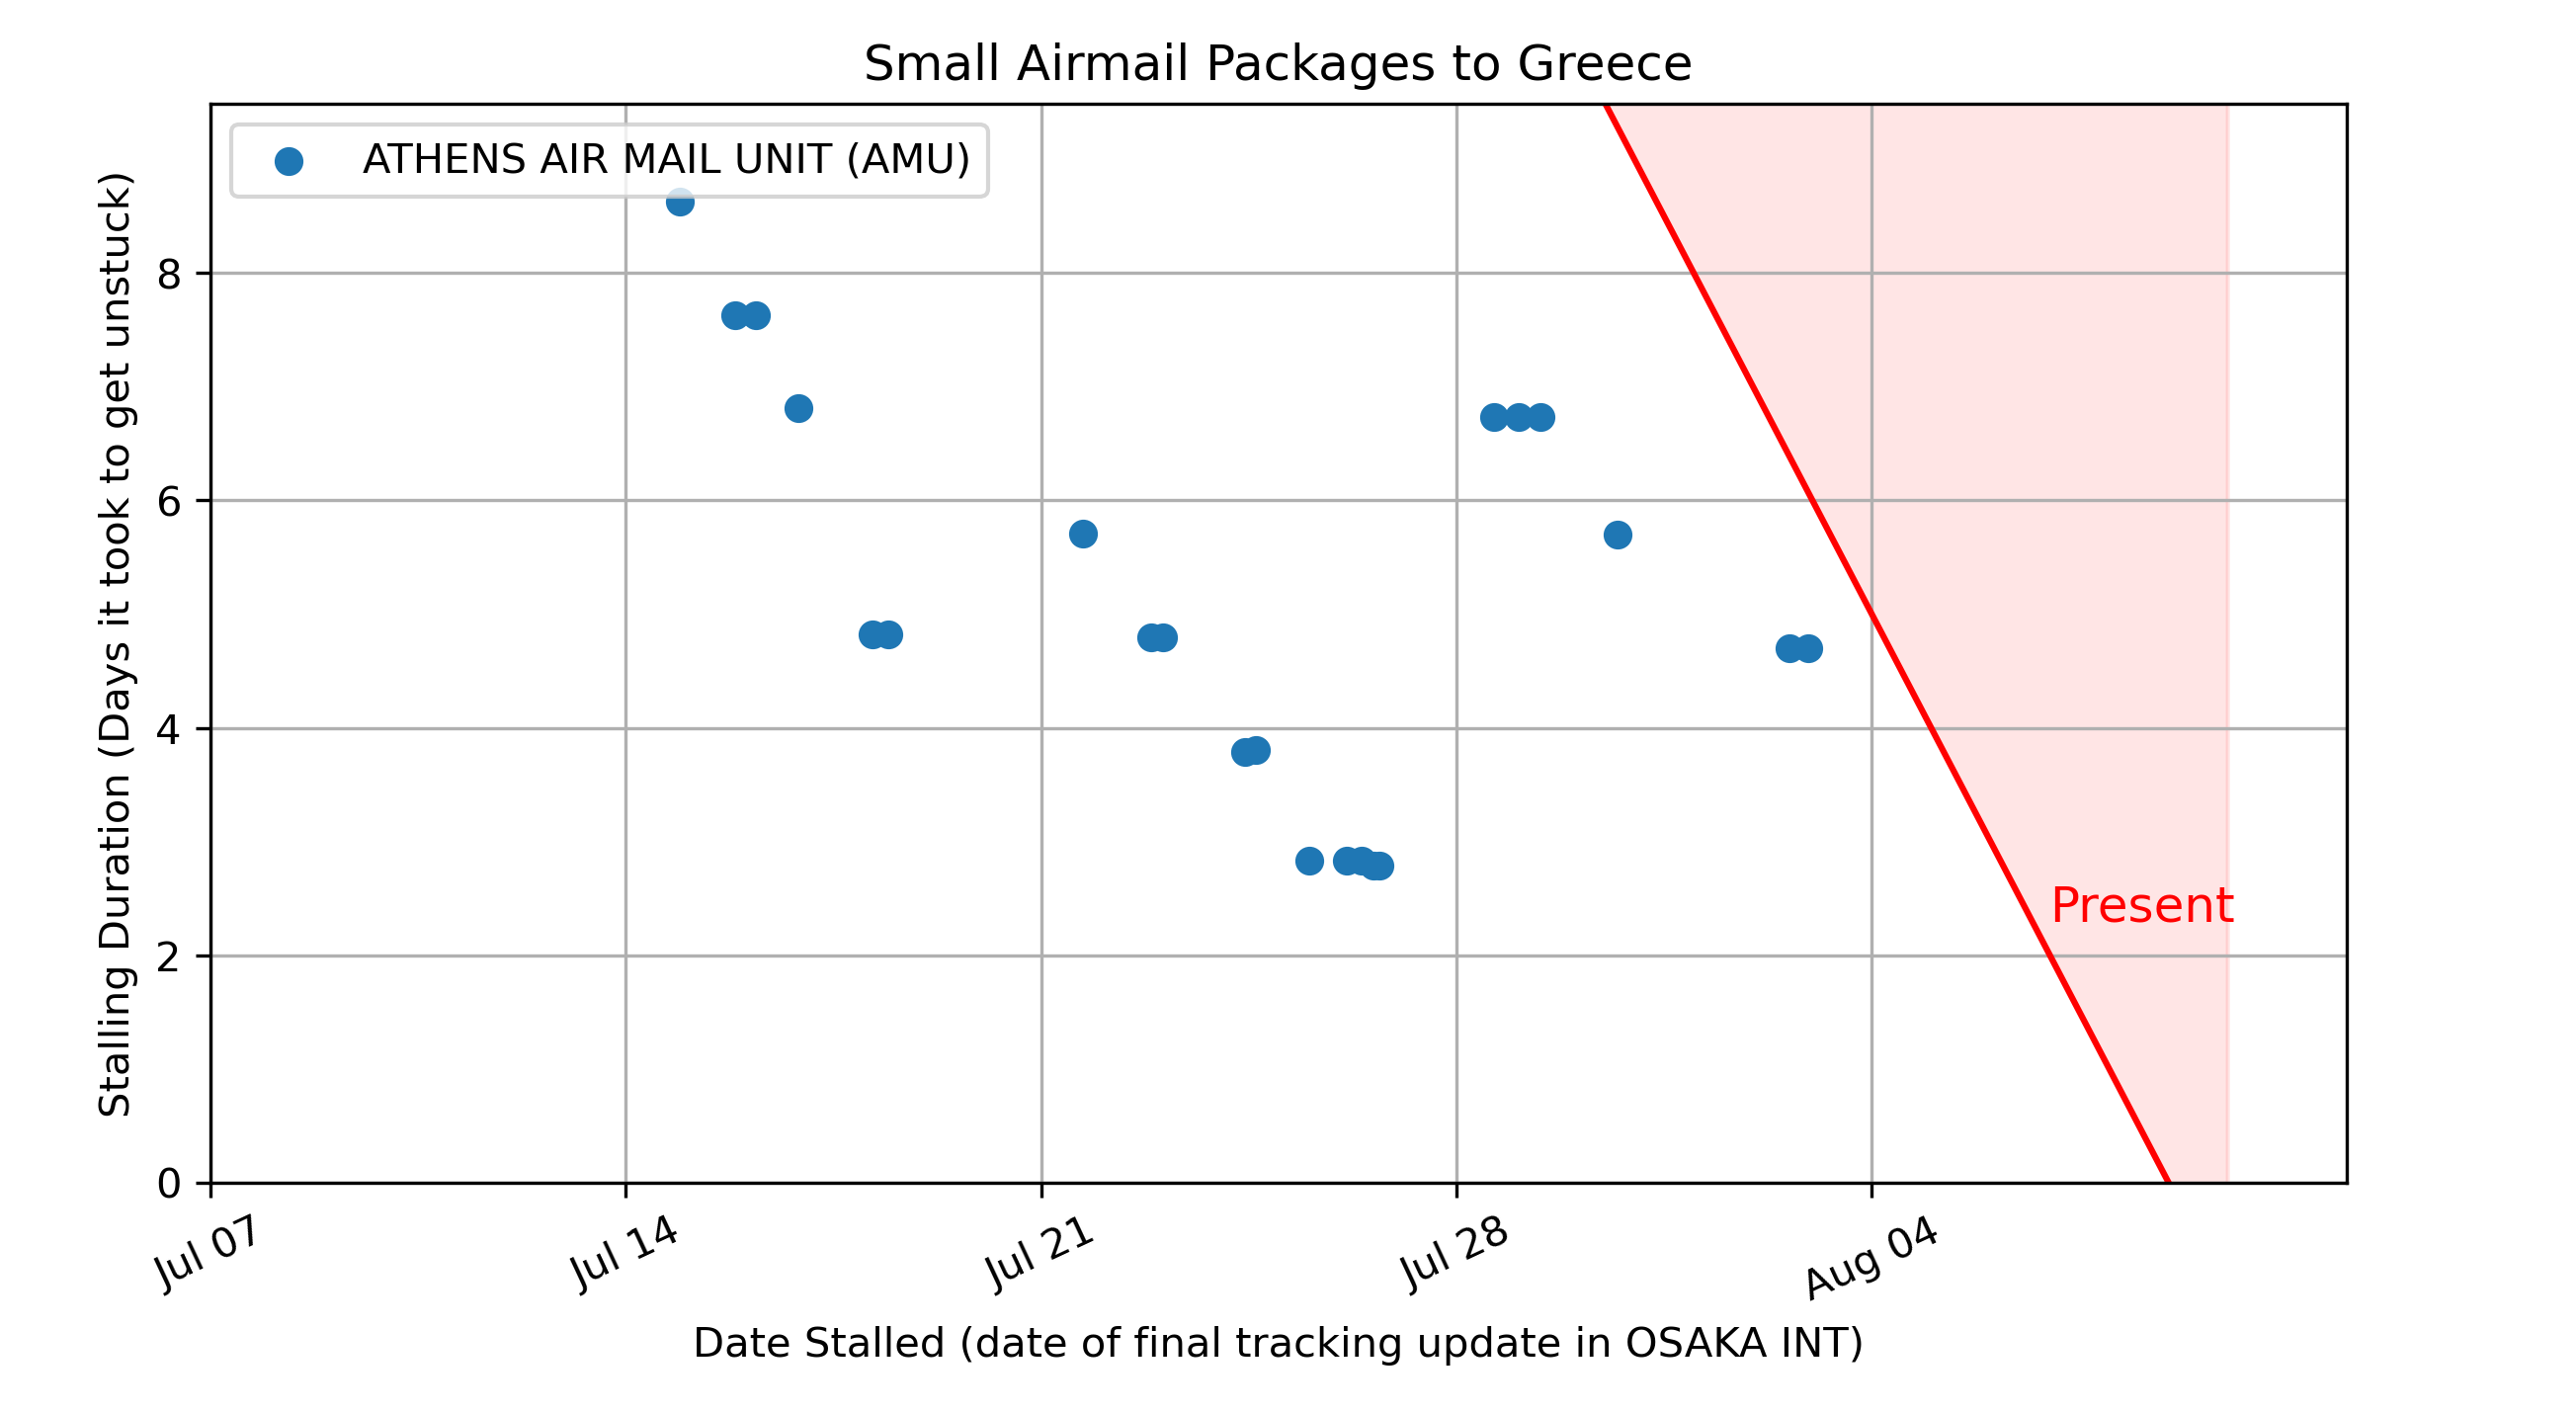 Small Airmail Packages to Greece
ATHENS AIR MAIL UNIT (AMU)
Stalling Duration (Days it took to get unstuck)
8
6
4
2
0
Present
Jul 07
Jul 14
Jul 21
Jul 28
Aug 04
Date Stalled (date of final tracking update in OSAKA INT)